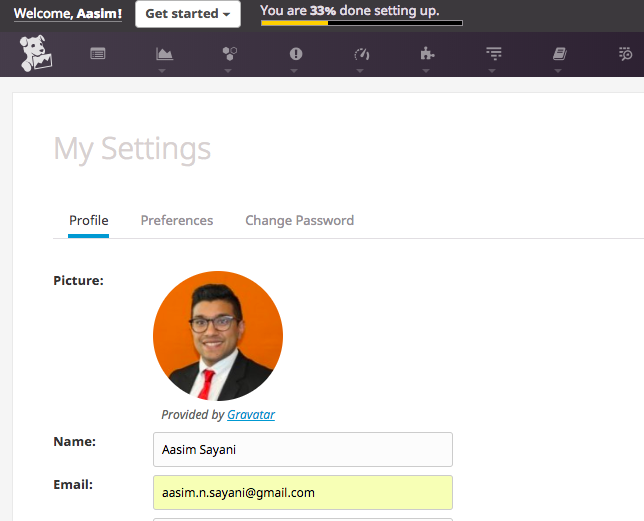 Welcome, Aasim! Get started You are 33% done setting up.
My Settings
Profile Preferences Change Password
Picture:
Provided by Gravatar
Name: Aasim Sayani
Email: aasim.n.sayani@gmail.com